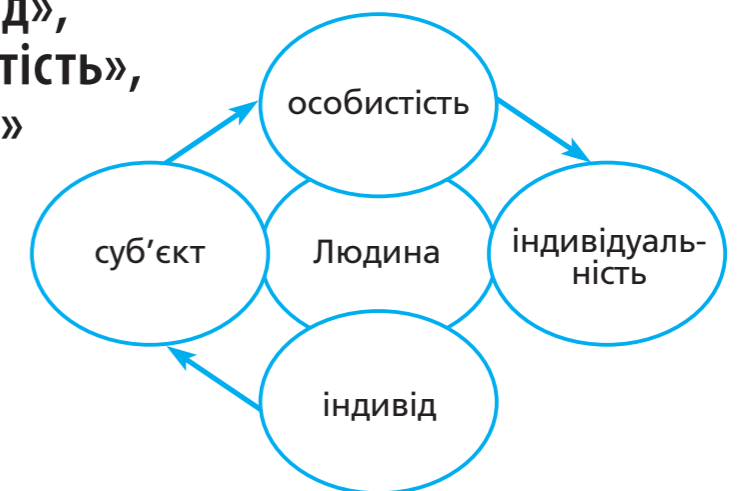 д»,
тість»,
»
особистість
суб’єкт
Людина
індивідуаль-
ність
індивід